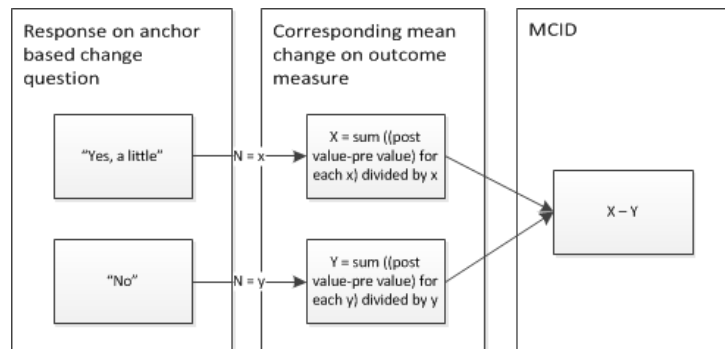 Response on anchor
based change
question
Corresponding mean
change on outcome
measure
MCID
"Yes, a little"
N = x
X = sum ((post
value-pre value) for
each x) divided by x
X – Y
"No"
N = y
Y = sum ((post
value-pre value) for
each y) divided by y